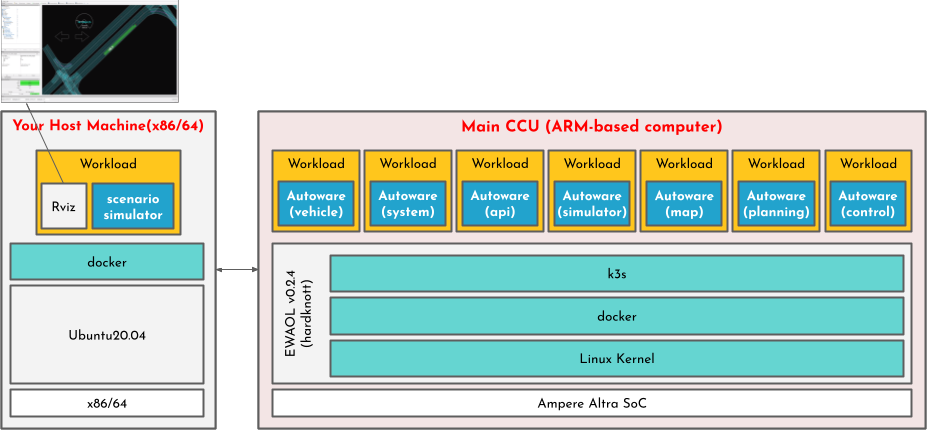 Your Host Machine(x86/64)
Workload
Rviz
scenario
simulator
docker
Ubuntu20.04
x86/64
Main CCU (ARM-based computer)
Workload
Autoware
(vehicle)
Workload
Autoware
(system)
Workload
Autoware
(api)
Workload
Autoware
(simulator)
Workload
Autoware
(map)
Workload
Autoware
(planning)
Workload
Autoware
(control)
EWAOL v0.2.4
(hardknott)
k3s
docker
Linux Kernel
Ampere Altra SoC